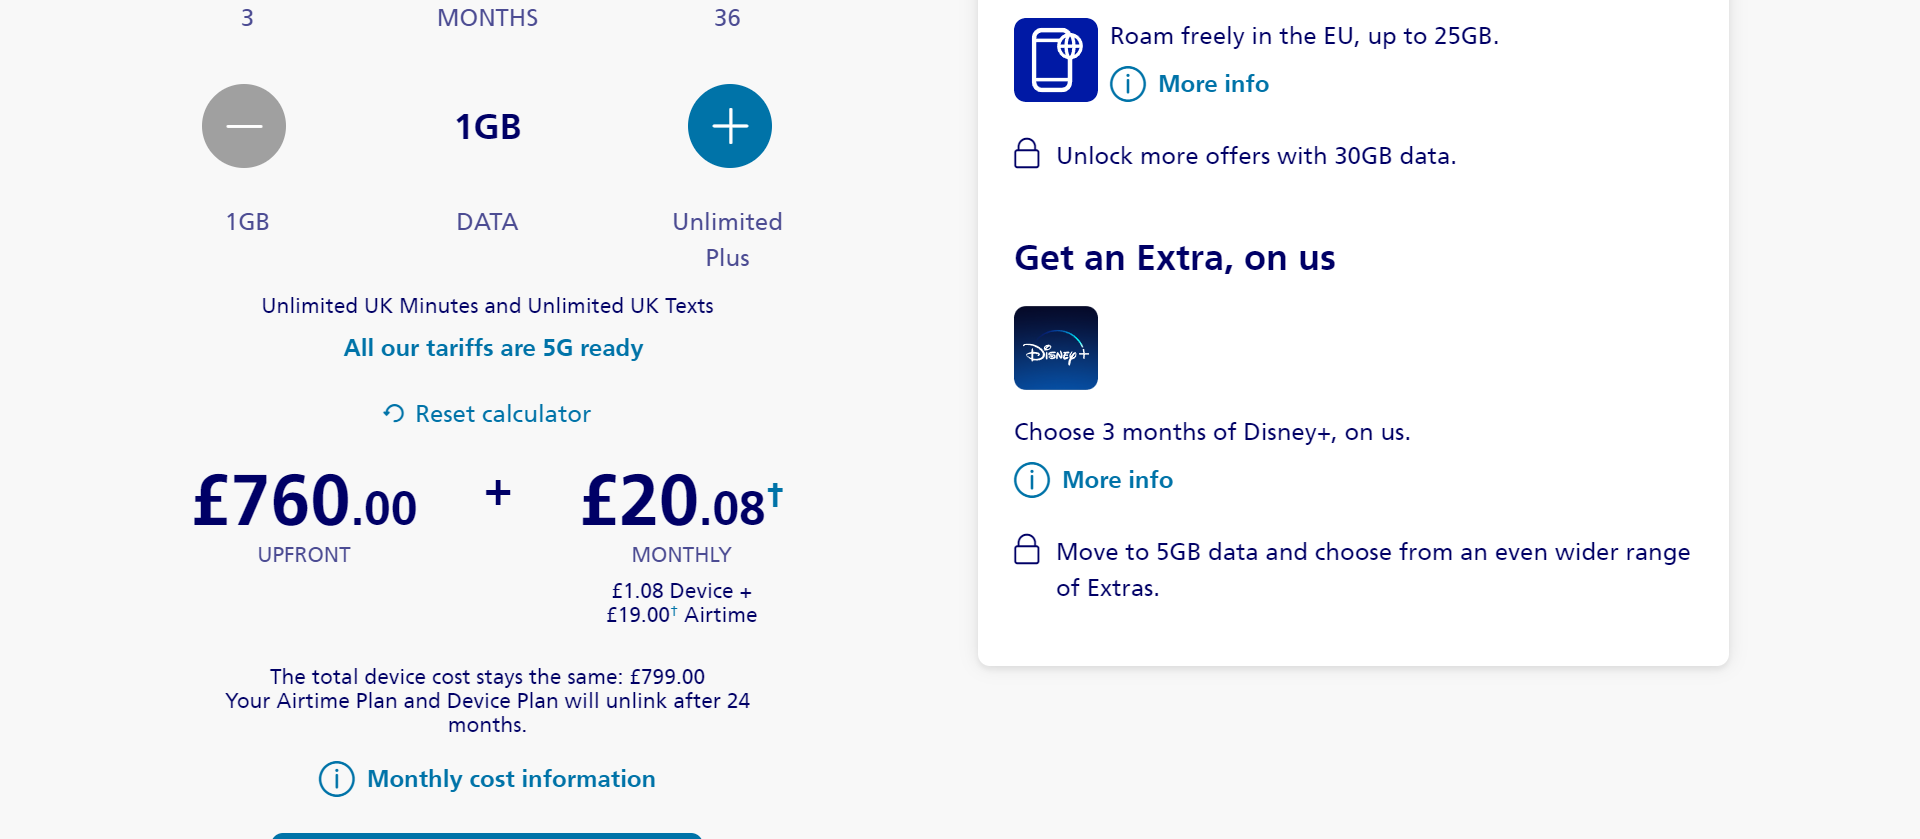 3 MONTHS 36
1GB
1GB DATA Unlimited
Plus
Unlimited UK Minutes and Unlimited UK Texts
All our tariffs are 5G ready
Reset calculator
£760.00 + £20.08†
UPFRONT MONTHLY
£1.08 Device +
£19.00† Airtime
The total device cost stays the same: £799.00
Your Airtime Plan and Device Plan will unlink after 24
months.
Monthly cost information
Roam freely in the EU, up to 25GB.
More info
Unlock more offers with 30GB data.
Get an Extra, on us
Disney+
Choose 3 months of Disney+, on us.
More info
Move to 5GB data and choose from an even wider range
of Extras.